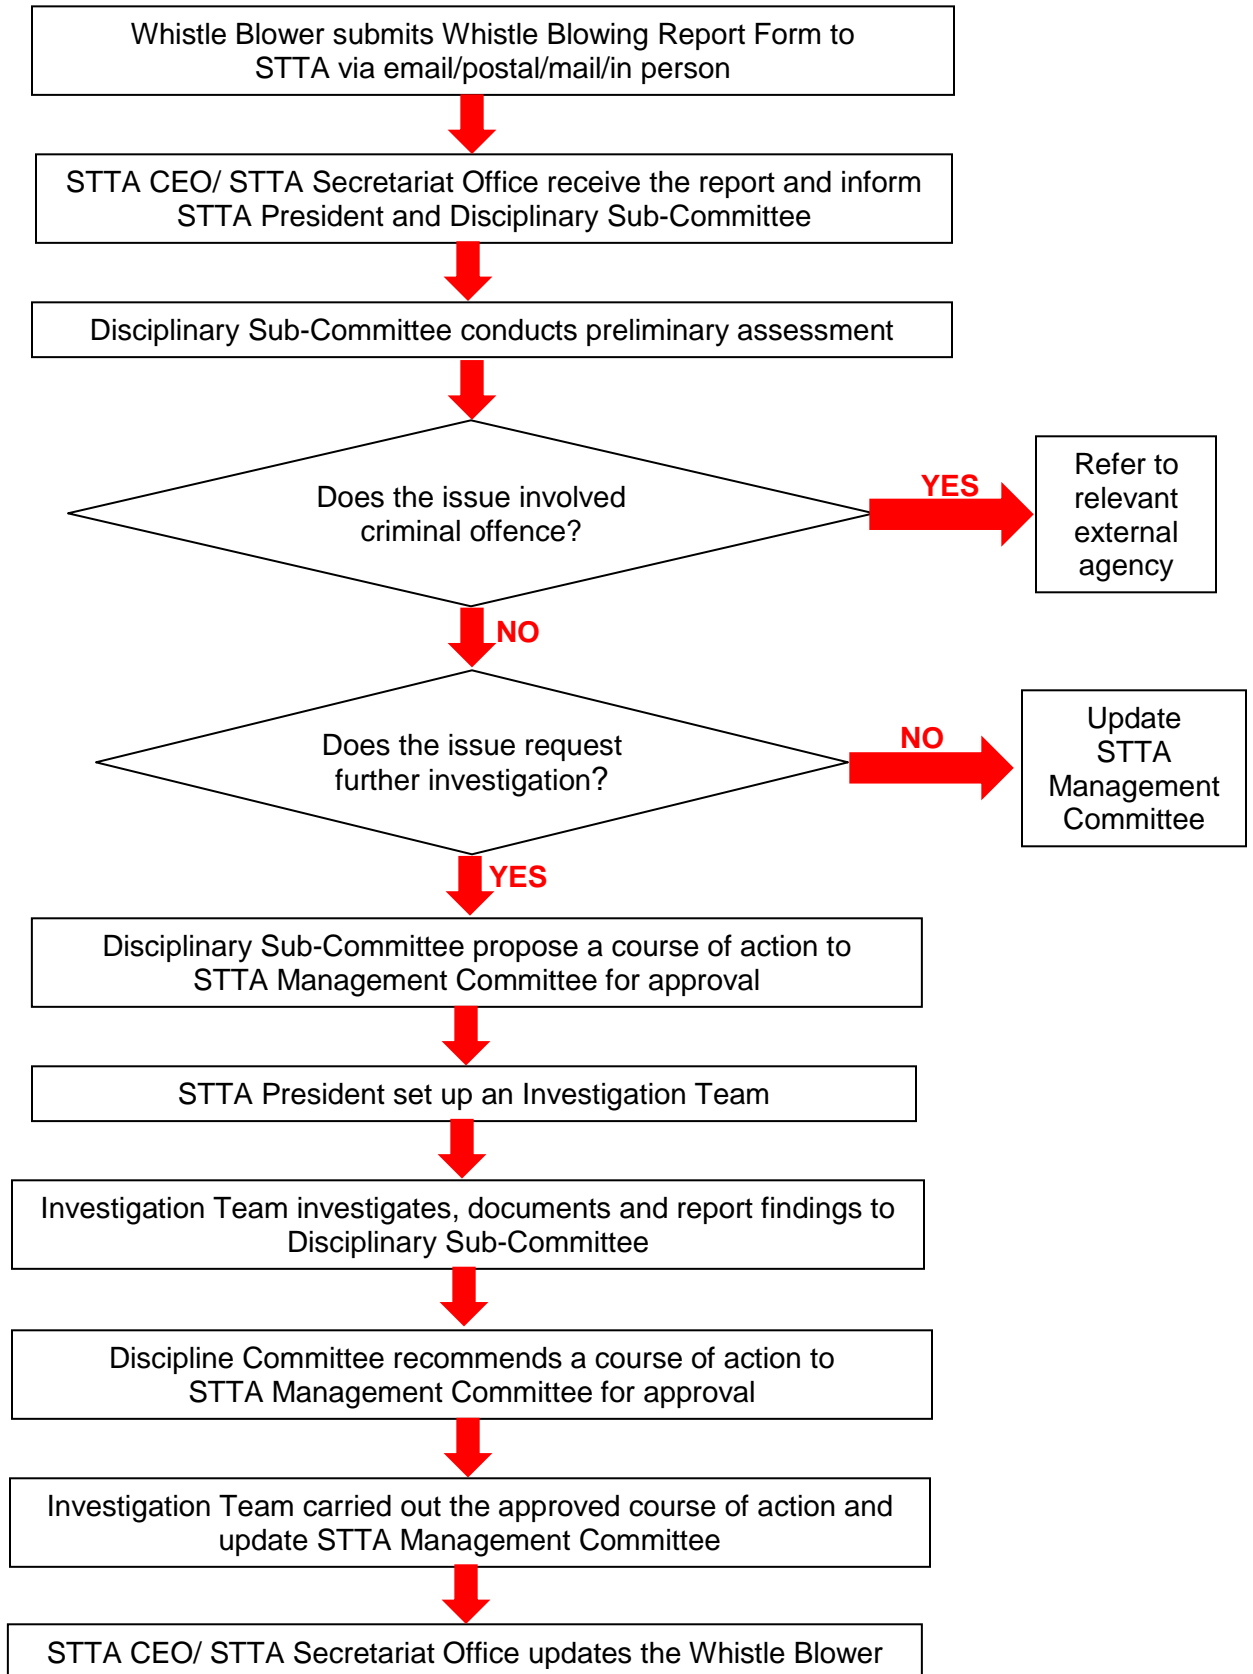 Whistle Blower submits Whistle Blowing Report Form to
STTA via email/postal/mail/in person
STTA CEO/ STTA Secretariat Office receive the report and inform
STTA President and Disciplinary Sub-Committee
Disciplinary Sub-Committee conducts preliminary assessment
Does the issue involved
criminal offence?
YES
Refer to
relevant
external
agency
NO
Does the issue request
further investigation?
NO
Update
STTA
Management
Committee
YES
Disciplinary Sub-Committee propose a course of action to
STTA Management Committee for approval
STTA President set up an Investigation Team
Investigation Team investigates, documents and report findings to
Disciplinary Sub-Committee
Discipline Committee recommends a course of action to
STTA Management Committee for approval
Investigation Team carried out the approved course of action and
update STTA Management Committee
STTA CEO/ STTA Secretariat Office updates the Whistle Blower